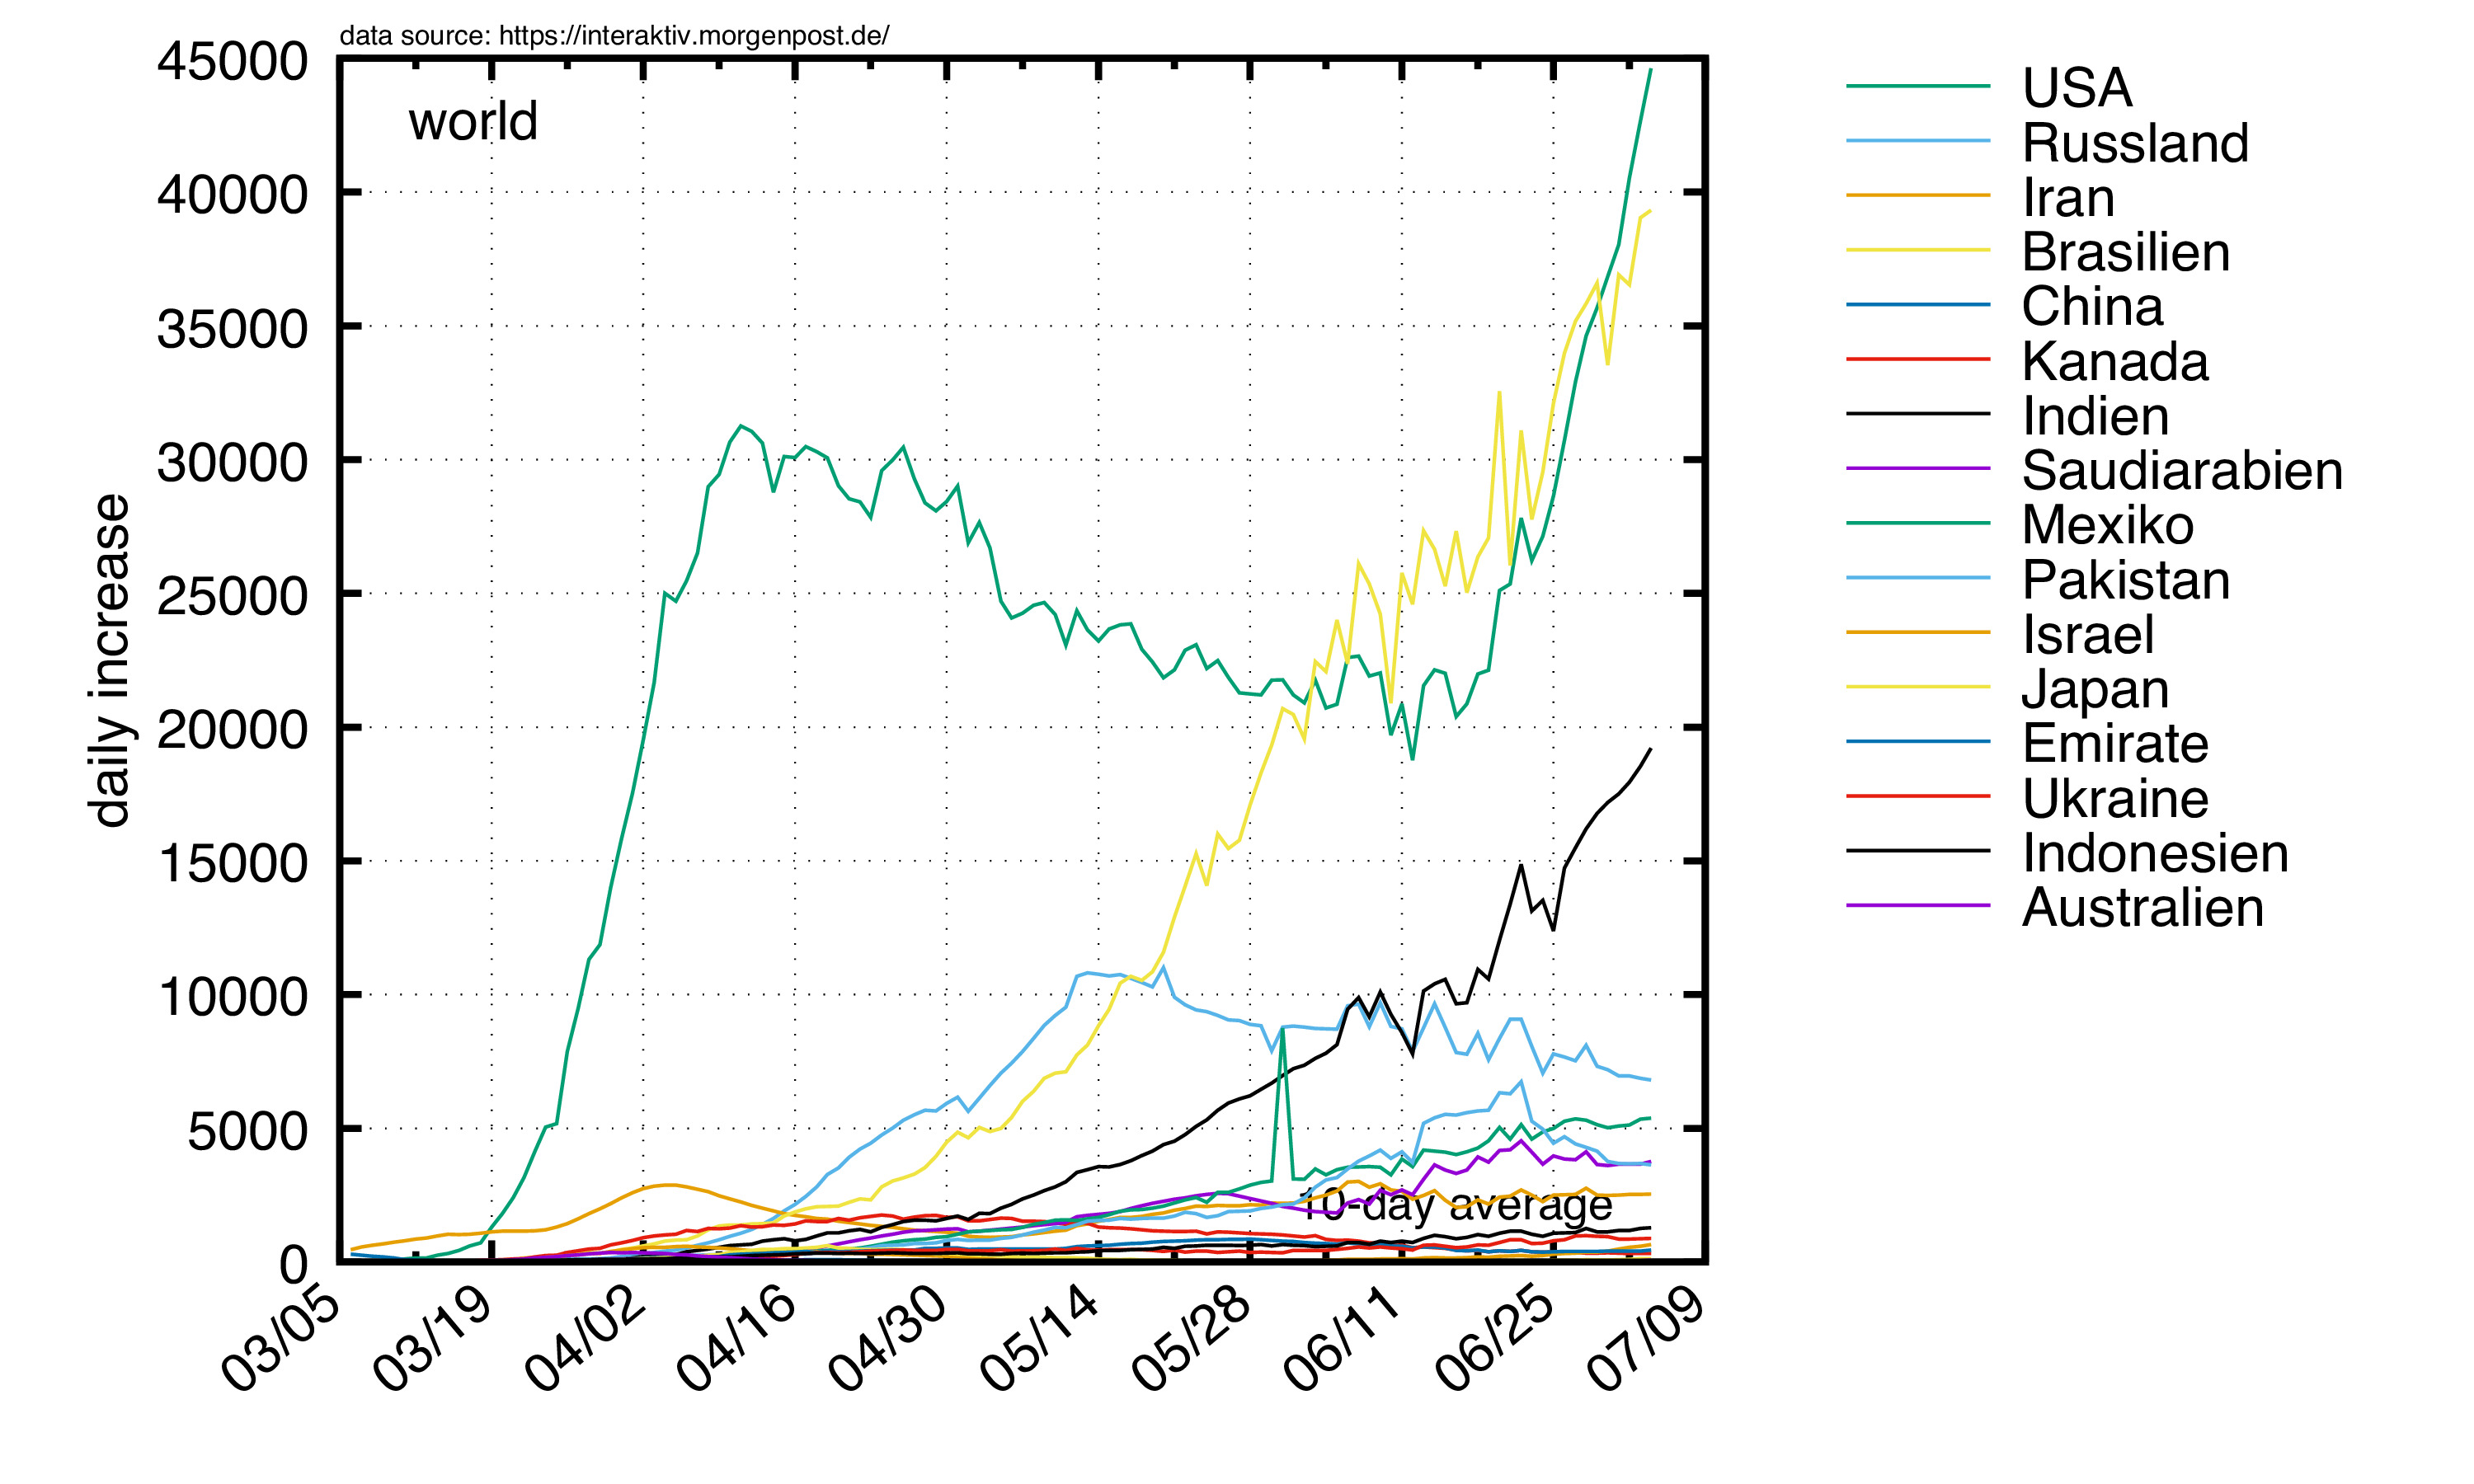 data source: https://interaktiv.morgenpost.de/
world
daily increase
45000
40000
35000
30000
25000
20000
15000
10000
5000
0
03/05
03/19
04/02
04/16
04/30
05/14
05/28
06/11
06/25
07/09
10-day average
USA
Russland
Iran
Brasilien
China
Kanada
Indien
Saudiarabien
Mexiko
Pakistan
Israel
Japan
Emirate
Ukraine
Indonesien
Australien